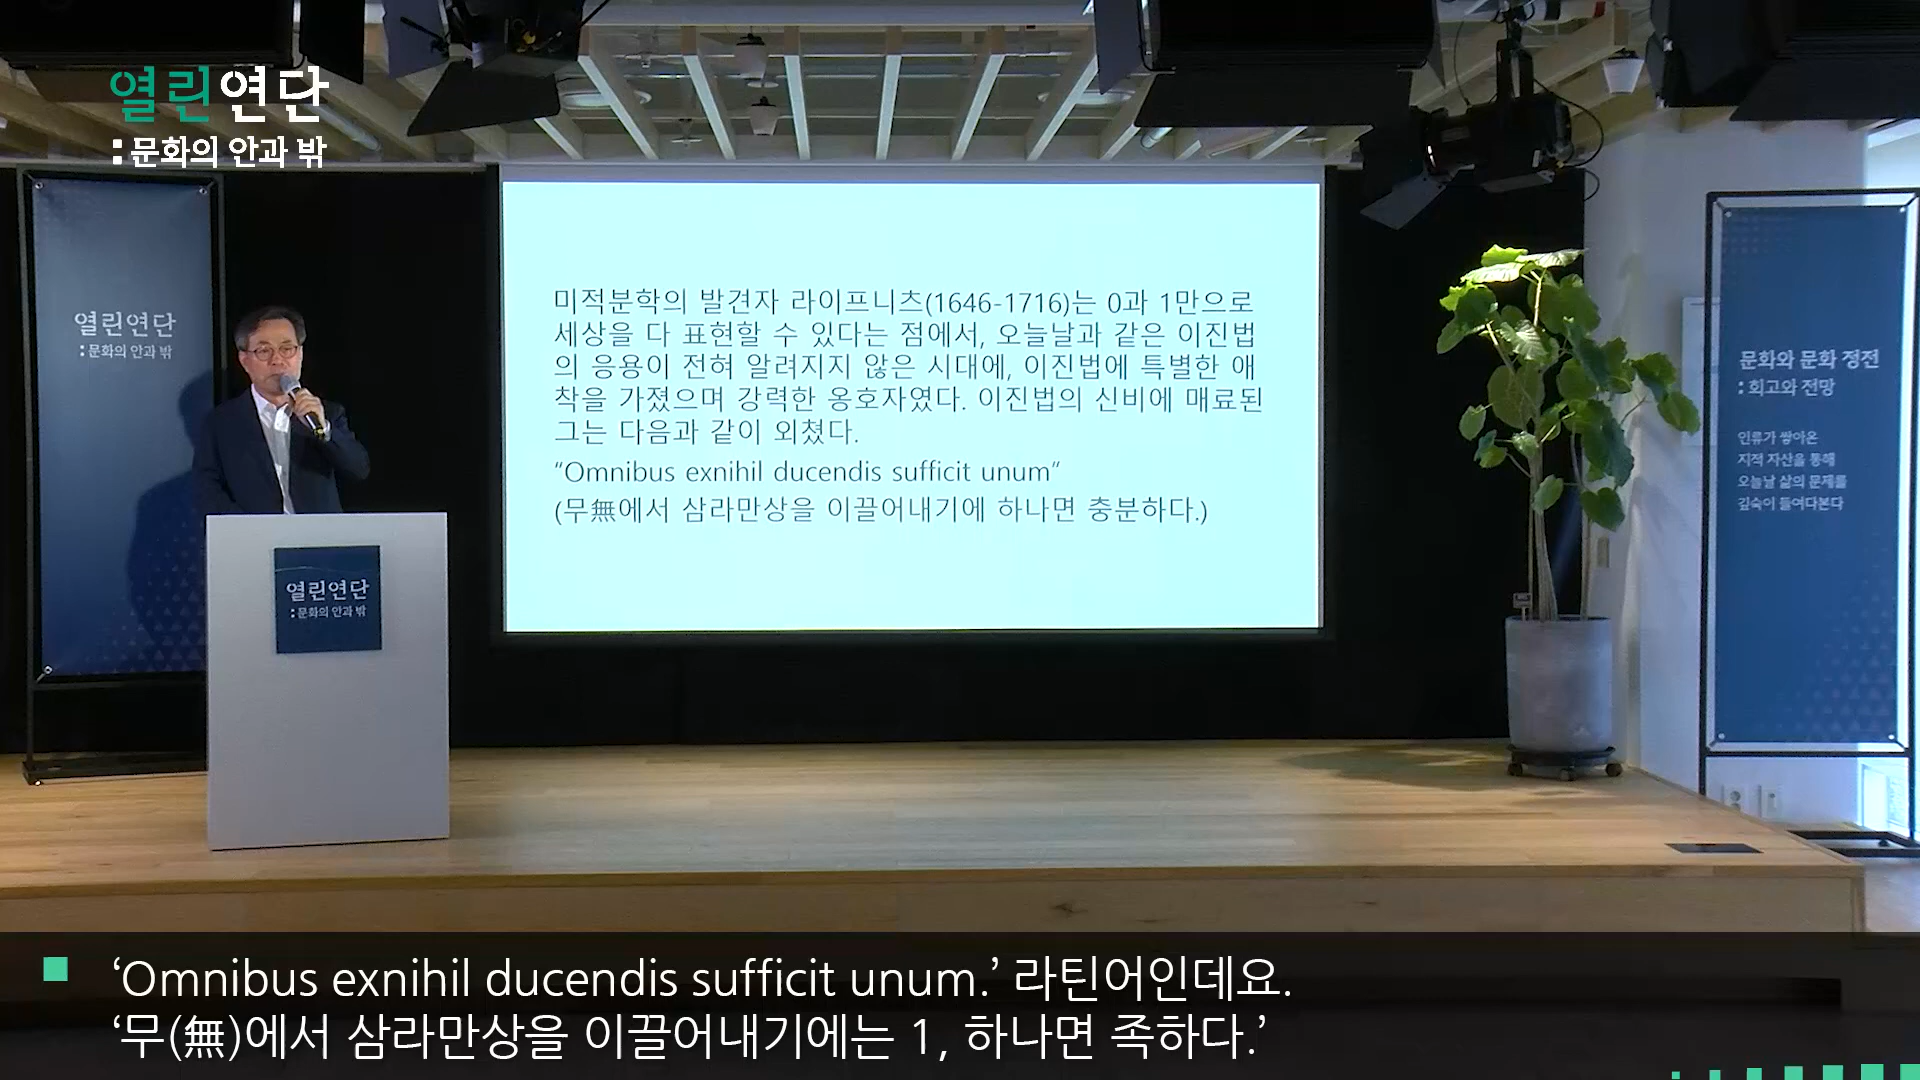 열린연단
:문화의 안과 밖
열린연단
:문화의 안과 밖
미적분학의 발견자 라이프니츠(1646-1716)는 0과 1만으로
세상을 다 표현할 수 있다는 점에서, 오늘날과 같은 이진법
의 응용이 전혀 알려지지 않은 시대에, 이진법에 특별한 애
착을 가졌으며 강력한 옹호자였다. 이진법의 신비에 매료된
그는 다음과 같이 외쳤다.
“Omnibus exnihil ducendis sufficit unum”
(무無에서 삼라만상을 이끌어내기에 하나면 충분하다.)
문화와 문화 정전
:회고와 전망
인류가 쌓아온
지적 자산을 통해
오늘날 삶의 문제를
깊숙이 들여다본다
열린연단
:문화의 안과 밖
‘Omnibus exnihil ducendis sufficit unum.’ 라틴어인데요.
‘무(無)에서 삼라만상을 이끌어내기에는 1, 하나면 족하다.’